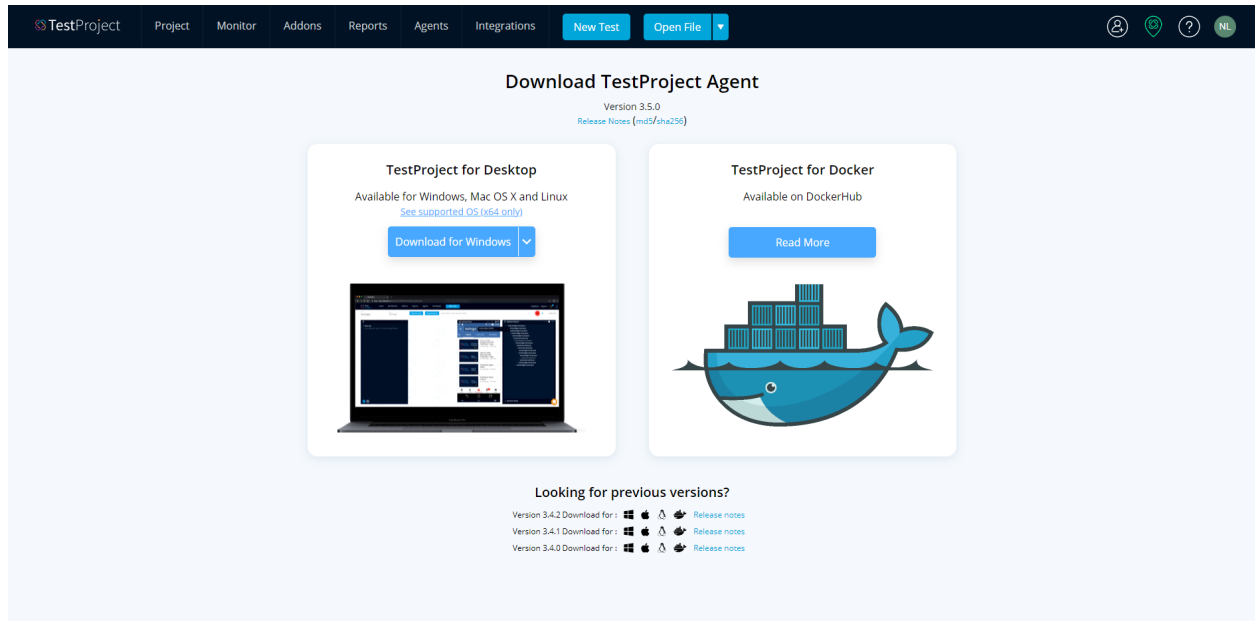 TestProject Project Monitor Addons Reports Agents Integrations New Test Open File NL
Download TestProject Agent
Version 3.5.0
Release Notes (md5/sha256)
TestProject for Desktop
Available for Windows, Mac OS X and Linux
See supported OS (x64 only)
Download for Windows
TestProject for Docker
Available on DockerHub
Read More
Looking for previous versions?
Version 3.4.2 Download for : Release notes
Version 3.4.1 Download for : Release notes
Version 3.4.0 Download for : Release notes